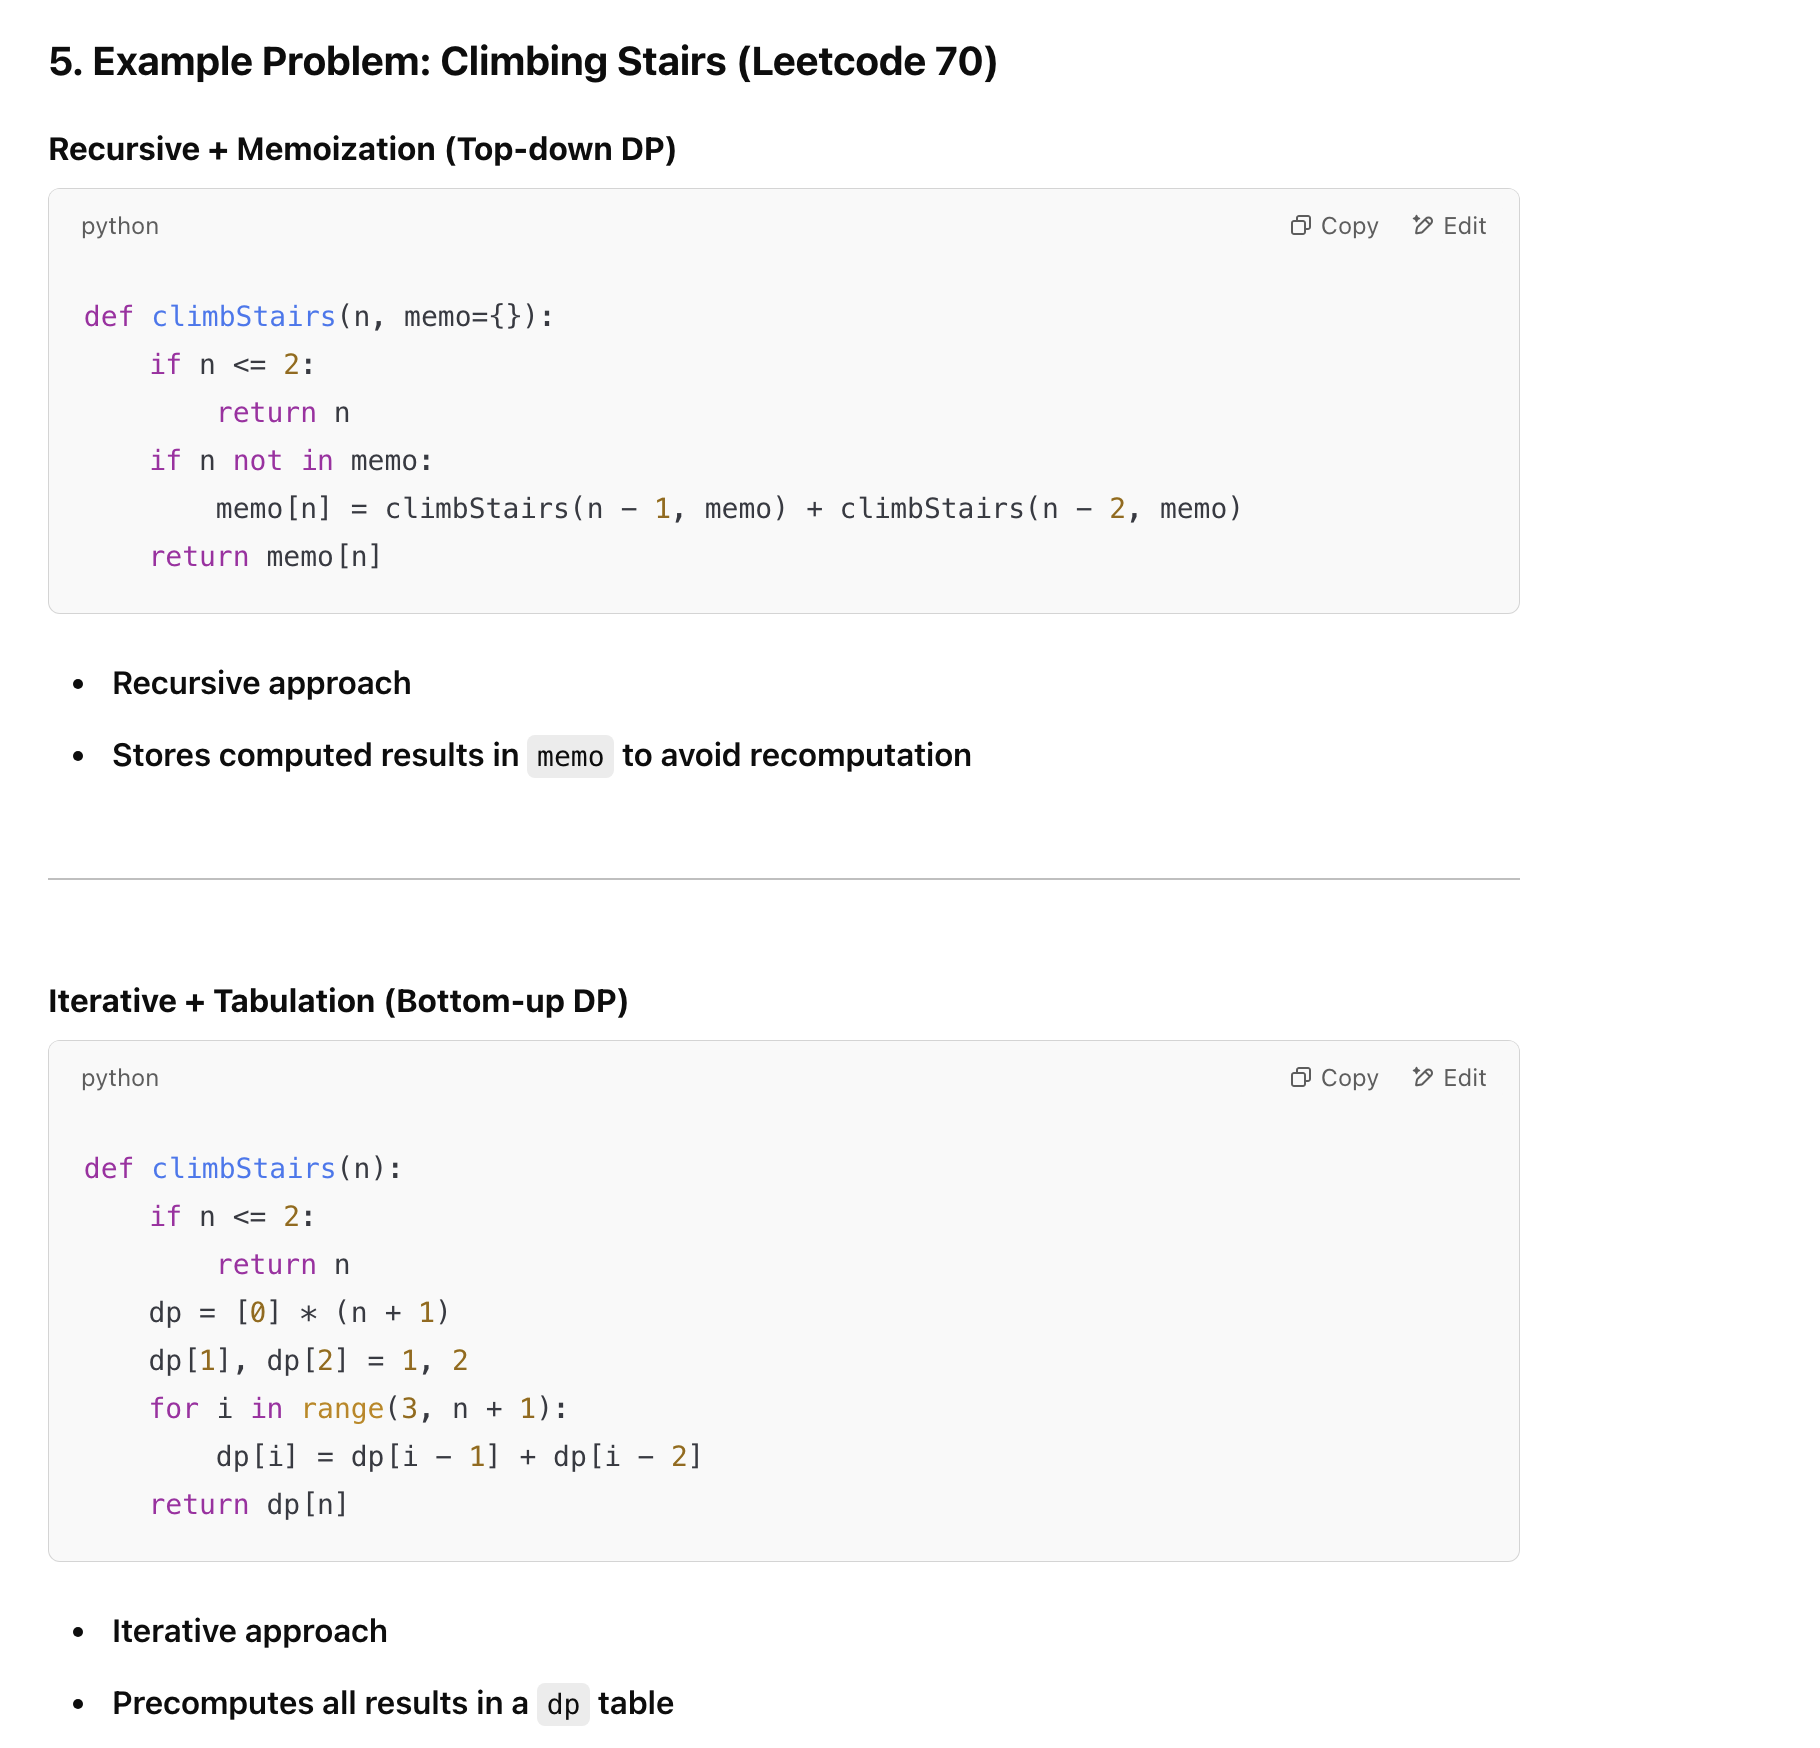 5. Example Problem: Climbing Stairs (Leetcode 70)
Recursive + Memoization (Top-down DP)
python
Copy
Edit
def climbStairs(n, memo={}):
    if n <= 2:
        return n
    if n not in memo:
        memo[n] = climbStairs(n - 1, memo) + climbStairs(n - 2, memo)
    return memo[n]
• Recursive approach
• Stores computed results in memo to avoid recomputation
Iterative + Tabulation (Bottom-up DP)
python
Copy
Edit
def climbStairs(n):
    if n <= 2:
        return n
    dp = [0] * (n + 1)
    dp[1], dp[2] = 1, 2
    for i in range(3, n + 1):
        dp[i] = dp[i - 1] + dp[i - 2]
    return dp[n]
• Iterative approach
• Precomputes all results in a dp table